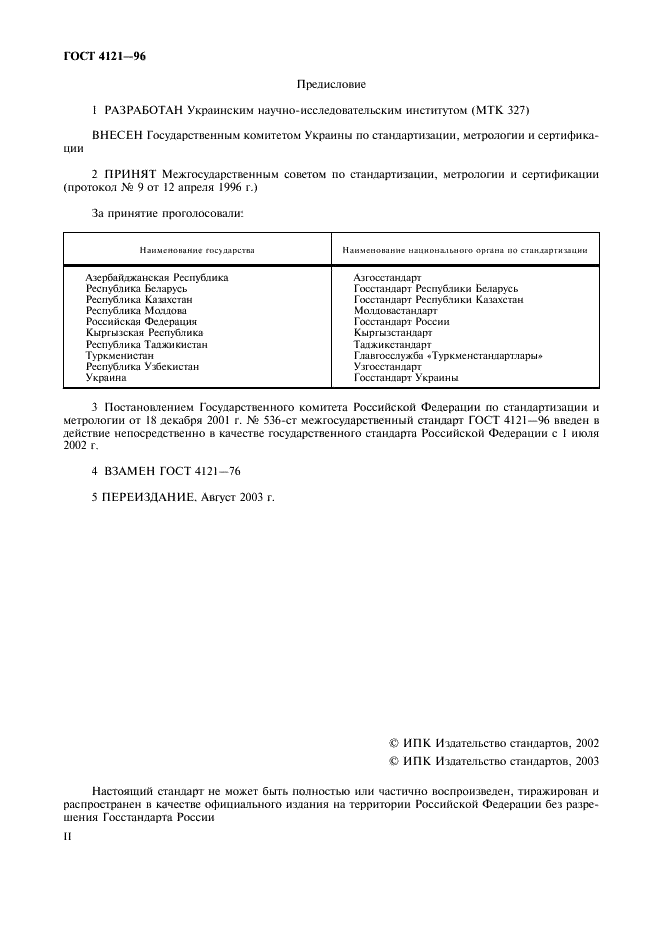 ГОСТ 4121—96
Предисловие
1 РАЗРАБОТАН Украинским научно-исследовательским институтом (МТК 327)
ВНЕСЕН Государственным комитетом Украины по стандартизации, метрологии и сертифика-
ции
2 ПРИНЯТ Межгосударственным советом по стандартизации, метрологии и сертификации
(протокол № 9 от 12 апреля 1996 г.)
За принятие проголосовали:
Наименование государства Наименование национального органа по стандартизации
Азербайджанская Республика Азгосстандарт
Республика Беларусь Госстандарт Республики Беларусь
Республика Казахстан Госстандарт Республики Казахстан
Республика Молдова Молдовастандарт
Российская Федерация Госстандарт России
Кыргызская Республика Кыргызстандарт
Республика Таджикистан Таджикстандарт
Туркменистан Главгосслужба «Туркменстандартлары»
Республика Узбекистан Узгосстандарт
Украина Госстандарт Украины
3 Постановлением Государственного комитета Российской Федерации по стандартизации и
метрологии от 18 декабря 2001 г. № 536-ст межгосударственный стандарт ГОСТ 4121—96 введен в
действие непосредственно в качестве государственного стандарта Российской Федерации с 1 июля
2002 г.
4 ВЗАМЕН ГОСТ 4121—76
5 ПЕРЕИЗДАНИЕ. Август 2003 г.
© ИПК Издательство стандартов, 2002
© ИПК Издательство стандартов, 2003
Настоящий стандарт не может быть полностью или частично воспроизведен, тиражирован и
распространен в качестве официального издания на территории Российской Федерации без разре-
шения Госстандарта России
II